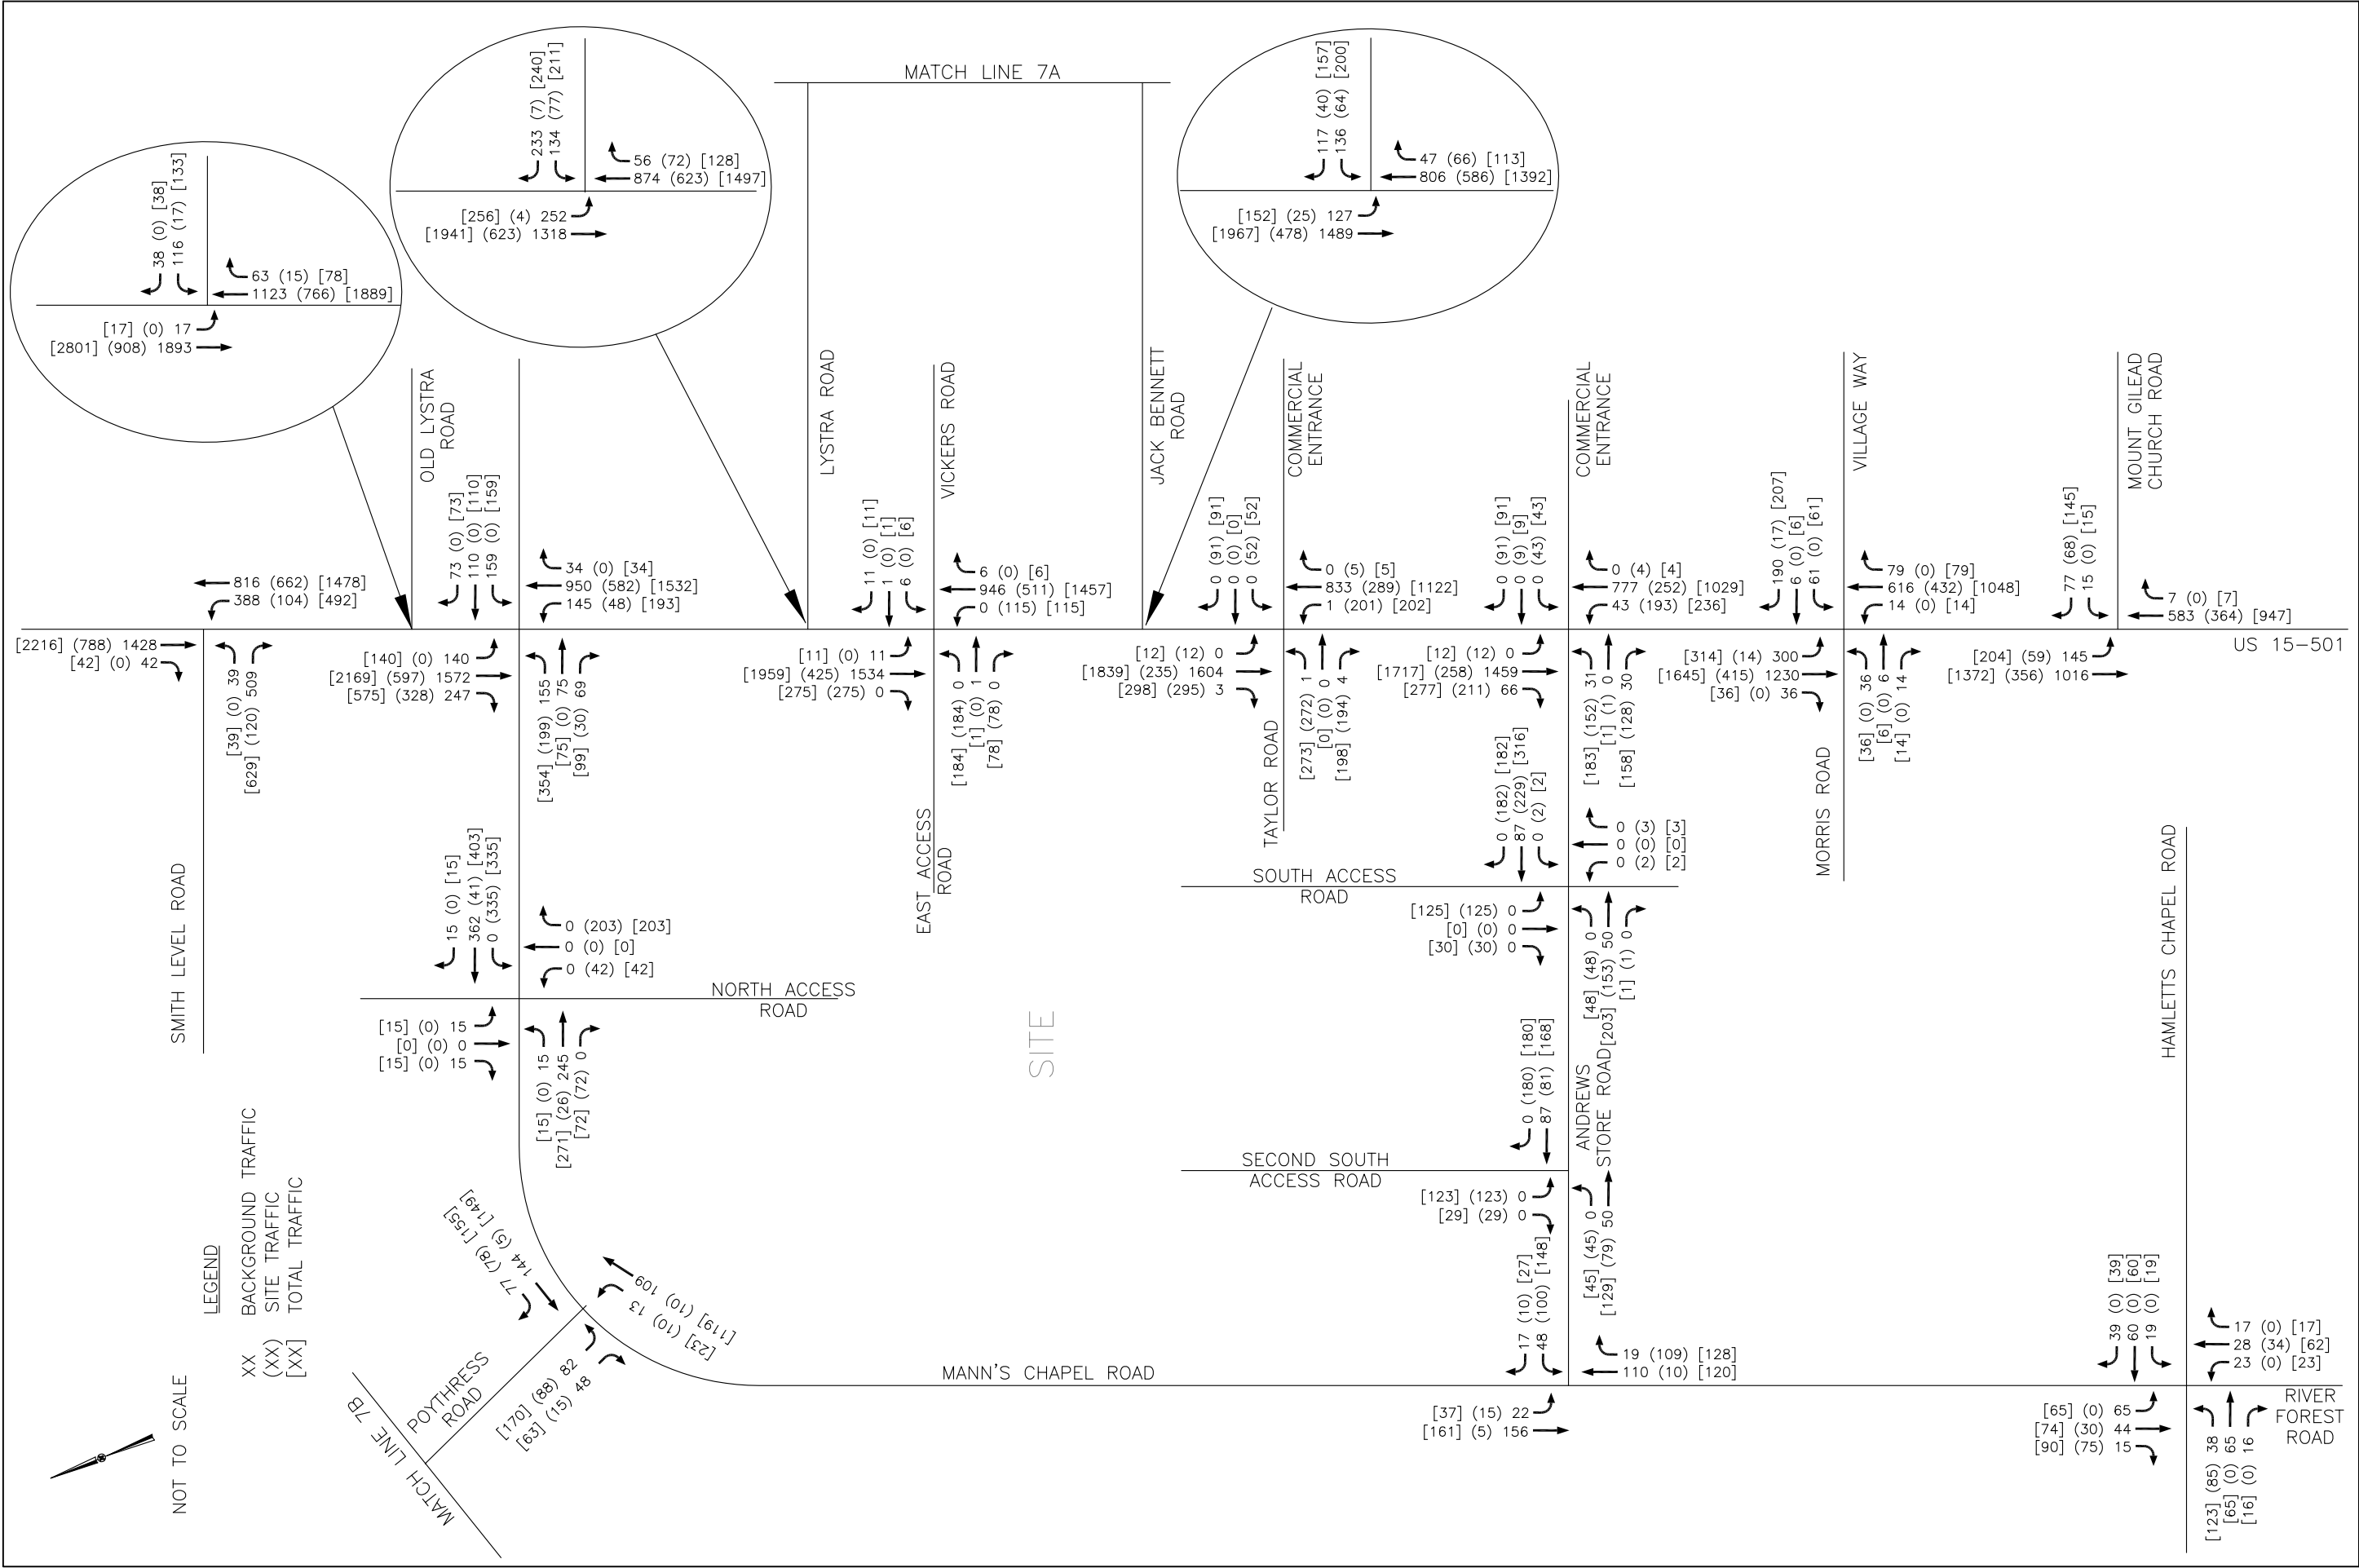 MATCH LINE 7A
233 (7) [240]
134 (77) [211]
56 (72) [128]
874 (623) [1497]
[256] (4) 252
[1941] (623) 1318
117 (40) [157]
136 (64) [200]
47 (66) [113]
806 (586) [1392]
[152] (25) 127
[1967] (478) 1489
38 (0) [38]
116 (17) [133]
63 (15) [78]
1123 (766) [1889]
[17] (0) 17
[2801] (908) 1893
OLD LYSTRA
ROAD
LYSTRA ROAD
VICKERS ROAD
JACK BENNETT
ROAD
COMMERCIAL
ENTRANCE
COMMERCIAL
ENTRANCE
VILLAGE WAY
MOUNT GILEAD
CHURCH ROAD
816 (662) [1478]
388 (104) [492]
[2216] (788) 1428
[42] (0) 42
[39] (0) 39
[629] (120) 509
73 (0) [73]
110 (0) [110]
159 (0) [159]
34 (0) [34]
950 (582) [1532]
145 (48) [193]
[140] (0) 140
[2169] (597) 1572
[575] (328) 247
[354] (199) 155
[75] (0) 75
[99] (30) 69
11 (0) [11]
1 (0) [1]
6 (0) [6]
6 (0) [6]
946 (511) [1457]
0 (115) [115]
[11] (0) 11
[1959] (425) 1534
[275] (275) 0
[184] (184) 0
[1] (0) 1
[78] (78) 0
0 (91) [91]
0 (0) [0]
0 (52) [52]
0 (5) [5]
833 (289) [1122]
1 (201) [202]
[12] (12) 0
[1839] (235) 1604
[298] (295) 3
[273] (272) 1
[0] (0) 0
[198] (194) 4
0 (91) [91]
0 (9) [9]
0 (43) [43]
0 (4) [4]
777 (252) [1029]
43 (193) [236]
[12] (12) 0
[1717] (258) 1459
[277] (211) 66
[183] (152) 31
[1] (1) 0
[158] (128) 30
190 (17) [207]
6 (0) [6]
61 (0) [61]
79 (0) [79]
616 (432) [1048]
14 (0) [14]
[314] (14) 300
[1645] (415) 1230
[36] (0) 36
[36] (0) 36
[6] (0) 6
[14] (0) 14
77 (68) [145]
15 (0) [15]
7 (0) [7]
583 (364) [947]
[204] (59) 145
[1372] (356) 1016
US 15-501
SMITH LEVEL ROAD
EAST ACCESS
ROAD
TAYLOR ROAD
MORRIS ROAD
HAMLETTS CHAPEL ROAD
15 (0) [15]
362 (41) [403]
0 (335) [335]
0 (203) [203]
0 (0) [0]
0 (42) [42]
NORTH ACCESS
ROAD
[15] (0) 15
[0] (0) 0
[15] (0) 15
[15] (0) 15
[271] (26) 245
[72] (72) 0
SITE
0 (182) [182]
87 (229) [316]
0 (2) [2]
0 (3) [3]
0 (0) [0]
0 (2) [2]
SOUTH ACCESS
ROAD
[125] (125) 0
[0] (0) 0
[30] (30) 0
[48] (48) 0
[203] (153) 50
[1] (1) 0
ANDREWS
STORE ROAD
0 (180) [180]
87 (81) [168]
SECOND SOUTH
ACCESS ROAD
[123] (123) 0
[29] (29) 0
[45] (45) 0
[129] (79) 50
17 (10) [27]
48 (100) [148]
19 (109) [128]
110 (10) [120]
[37] (15) 22
[161] (5) 156
MANN'S CHAPEL ROAD
144 (5) [149]
77 (78) [155]
[119] (10) 109
[23] (10) 13
[170] (88) 82
[63] (15) 48
POYTHRESS
ROAD
MATCH LINE 7B
39 (0) [39]
60 (0) [60]
19 (0) [19]
17 (0) [17]
28 (34) [62]
23 (0) [23]
[65] (0) 65
[74] (30) 44
[90] (75) 15
[123] (85) 38
[65] (0) 65
[16] (0) 16
RIVER
FOREST
ROAD
LEGEND
XX BACKGROUND TRAFFIC
(XX) SITE TRAFFIC
[XX] TOTAL TRAFFIC
NOT TO SCALE